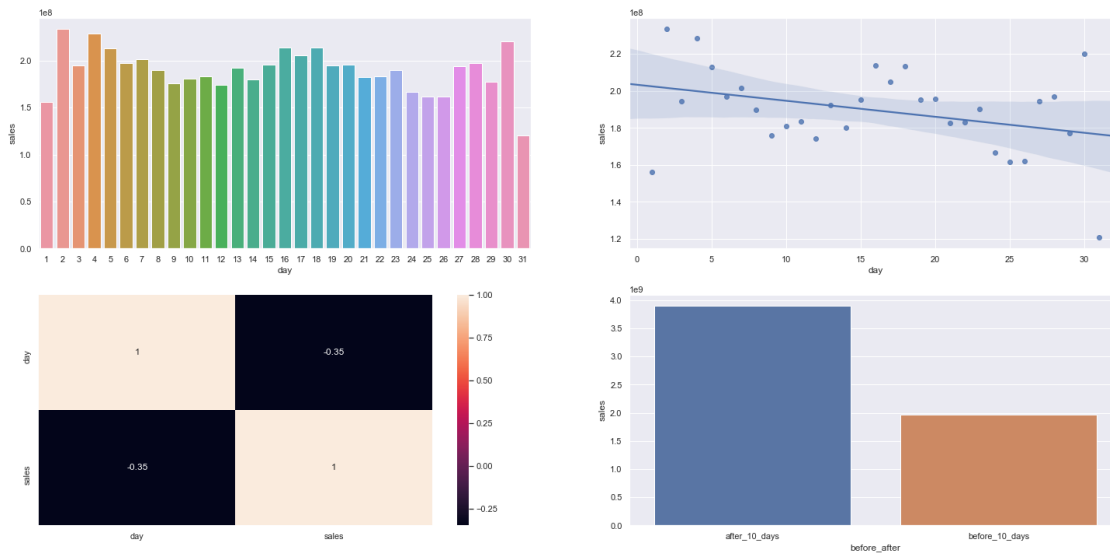 1e8
2.0
1.5
1.0
0.5
0.0
sales
1 2 3 4 5 6 7 8 9 10 11 12 13 14 15 16 17 18 19 20 21 22 23 24 25 26 27 28 29 30 31
day
1e8
2.2
2.0
1.8
1.6
1.4
1.2
sales
0 5 10 15 20 25 30
day
day
sales
1 -0.35
-0.35 1
day sales
1.00
0.75
0.50
0.25
0.00
-0.25
1e9
4.0
3.5
3.0
2.5
2.0
1.5
1.0
0.5
0.0
sales
after_10_days before_10_days
before_after